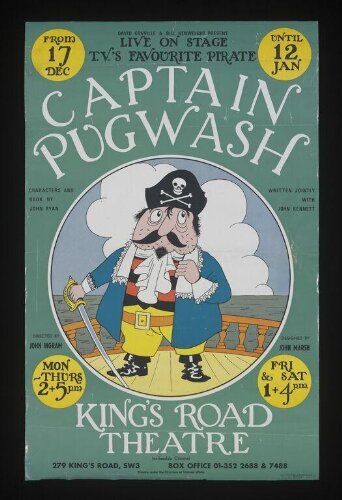 DAVID GENVILLE & BILL KENWRIGHT PRESENT
FROM
17
DEC
LIVE ON STAGE
T.V.'S FAVOURITE PIRATE
UNTIL
12
JAN
CAPTAIN
PUGWASH
CHARACTERS AND
BOOK BY
JOHN RYAN
WRITTEN JOINTLY
WITH
JOHN KENNETT
DIRECTED BY
JOHN INGRAM
DESIGNED BY
JOHN MARSH
MON
-THURS
2+5pm
FRI
& SAT
1+4pm
KING'S ROAD
THEATRE
279 KING'S ROAD, SW3
BOX OFFICE 01-352 2688 & 7488